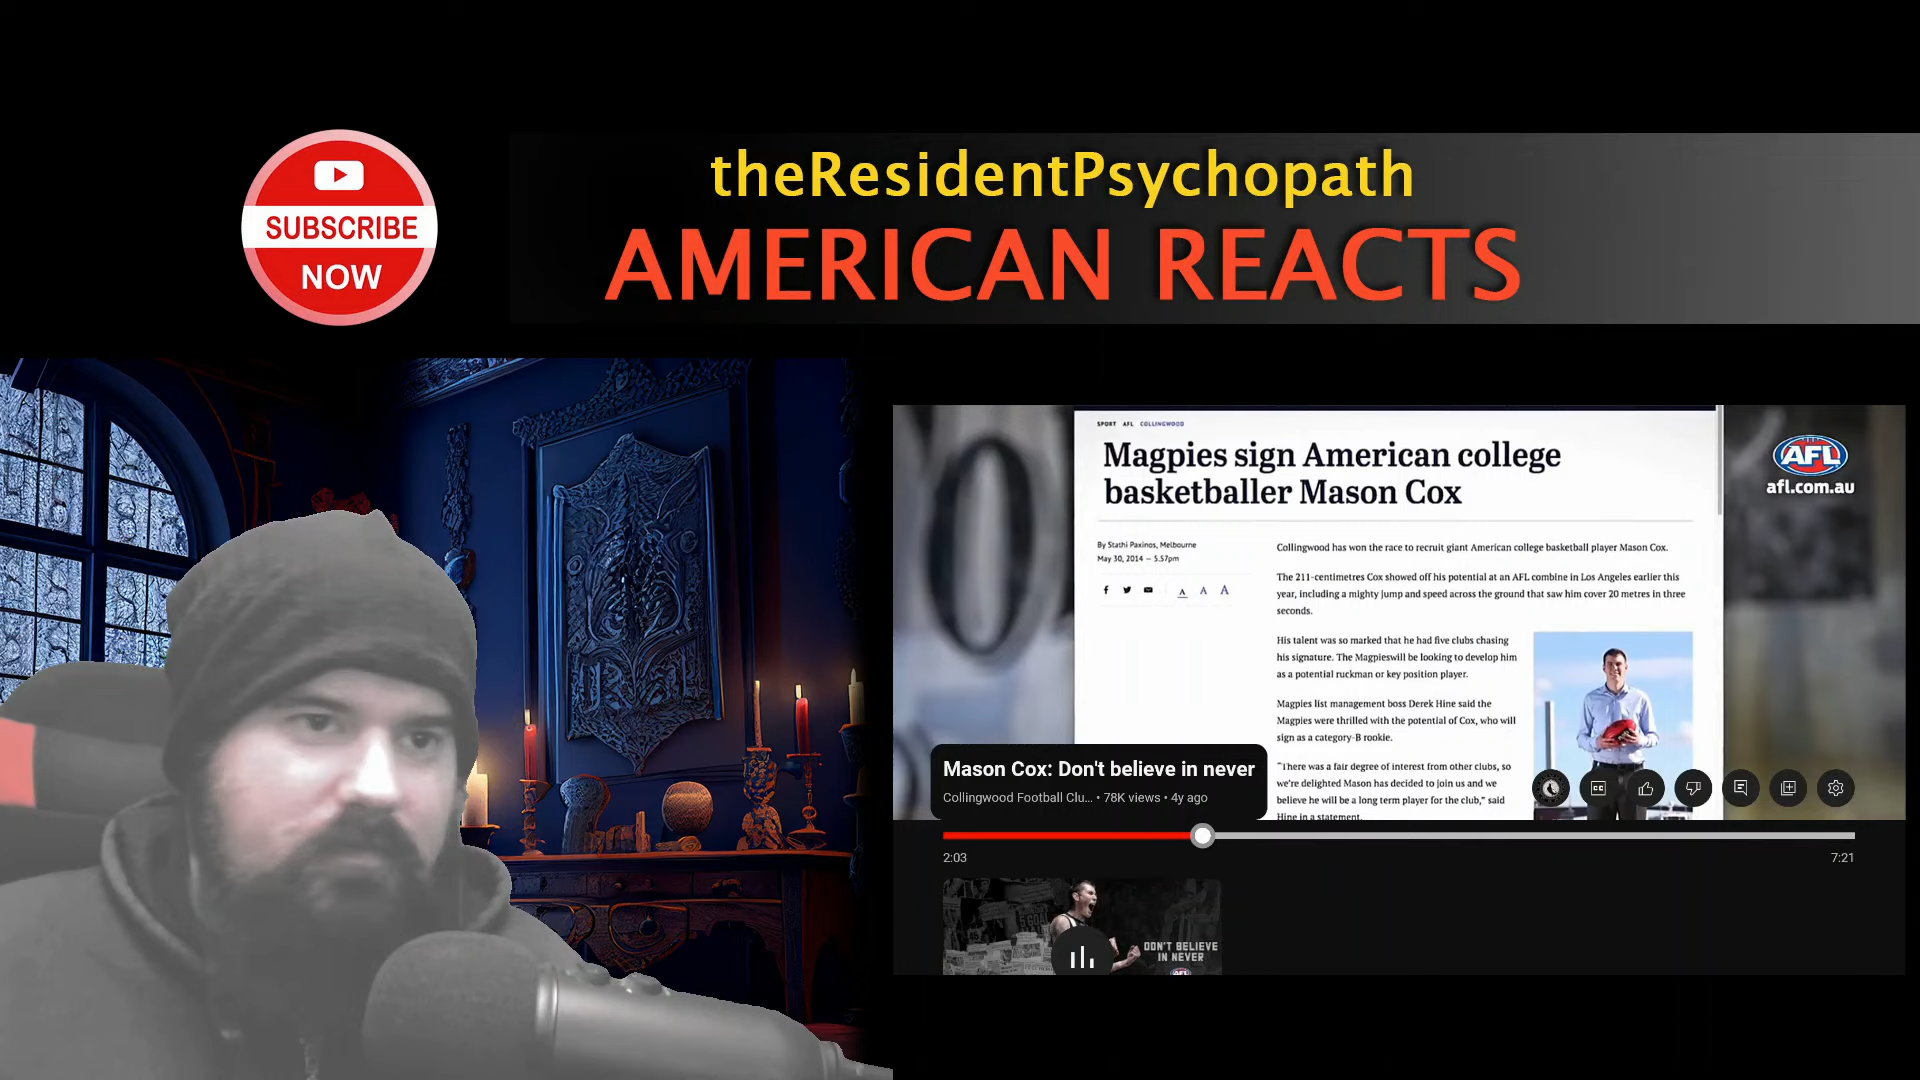 SUBSCRIBE
NOW
theResidentPsychopath
AMERICAN REACTS
SPORT AFL COLLINGWOOD
Magpies sign American college
basketballer Mason Cox
AFL
afl.com.au
By Stathi Paxinos, Melbourne
May 30, 2014 — 5.57pm
A A A
Collingwood has won the race to recruit giant American college basketball player Mason Cox.
The 211-centimetres Cox showed off his potential at an AFL combine in Los Angeles earlier this
year, including a mighty jump and speed across the ground that saw him cover 20 metres in three
seconds.
His talent was so marked that he had five clubs chasing
his signature. The Magpieswill be looking to develop him
as a potential ruckman or key position player.
Magpies list management boss Derek Hine said the
Magpies were thrilled with the potential of Cox, who will
sign as a category-B rookie.
"There was a fair degree of interest from other clubs, so
we're delighted Mason has decided to join us and we
believe he will be a long term player for the club," said
Hine in a statement.
Mason Cox: Don't believe in never
Collingwood Football Clu... • 78K views • 4y ago
CC
2:03
7:21
DON'T BELIEVE
IN NEVER